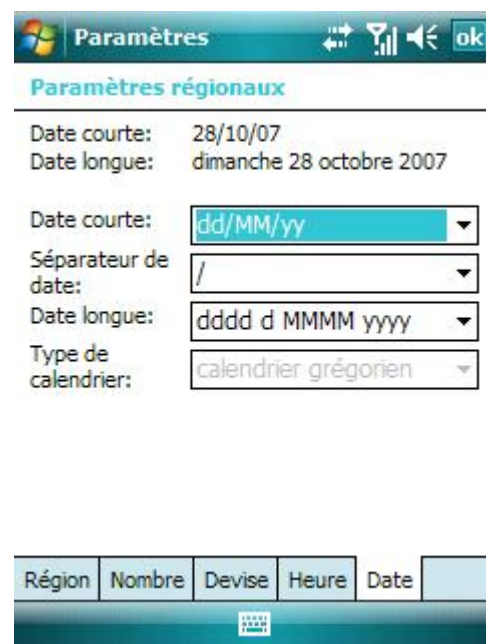 Paramètres ok
Paramètres régionaux
Date courte: 28/10/07
Date longue: dimanche 28 octobre 2007
Date courte: dd/MM/yy
Séparateur de
date: /
Date longue: dddd d MMMM yyyy
Type de
calendrier: calendrier grégorien
Région Nombre Devise Heure Date